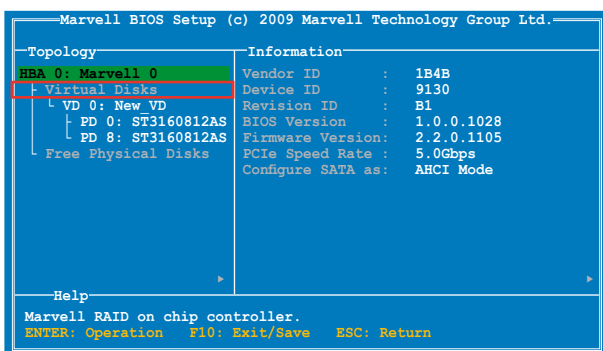 Marvell BIOS Setup (c) 2009 Marvell Technology Group Ltd.
Topology
HBA 0: Marvell 0
Virtual Disks
VD 0: New_VD
PD 0: ST3160812AS
PD 8: ST3160812AS
Free Physical Disks
Information
Vendor ID : 1B4B
Device ID : 9130
Revision ID : B1
BIOS Version : 1.0.0.1028
Firmware Version: 2.2.0.1105
PCIe Speed Rate : 5.0Gbps
Configure SATA as: AHCI Mode
Help
Marvell RAID on chip controller.
ENTER: Operation F10: Exit/Save ESC: Return